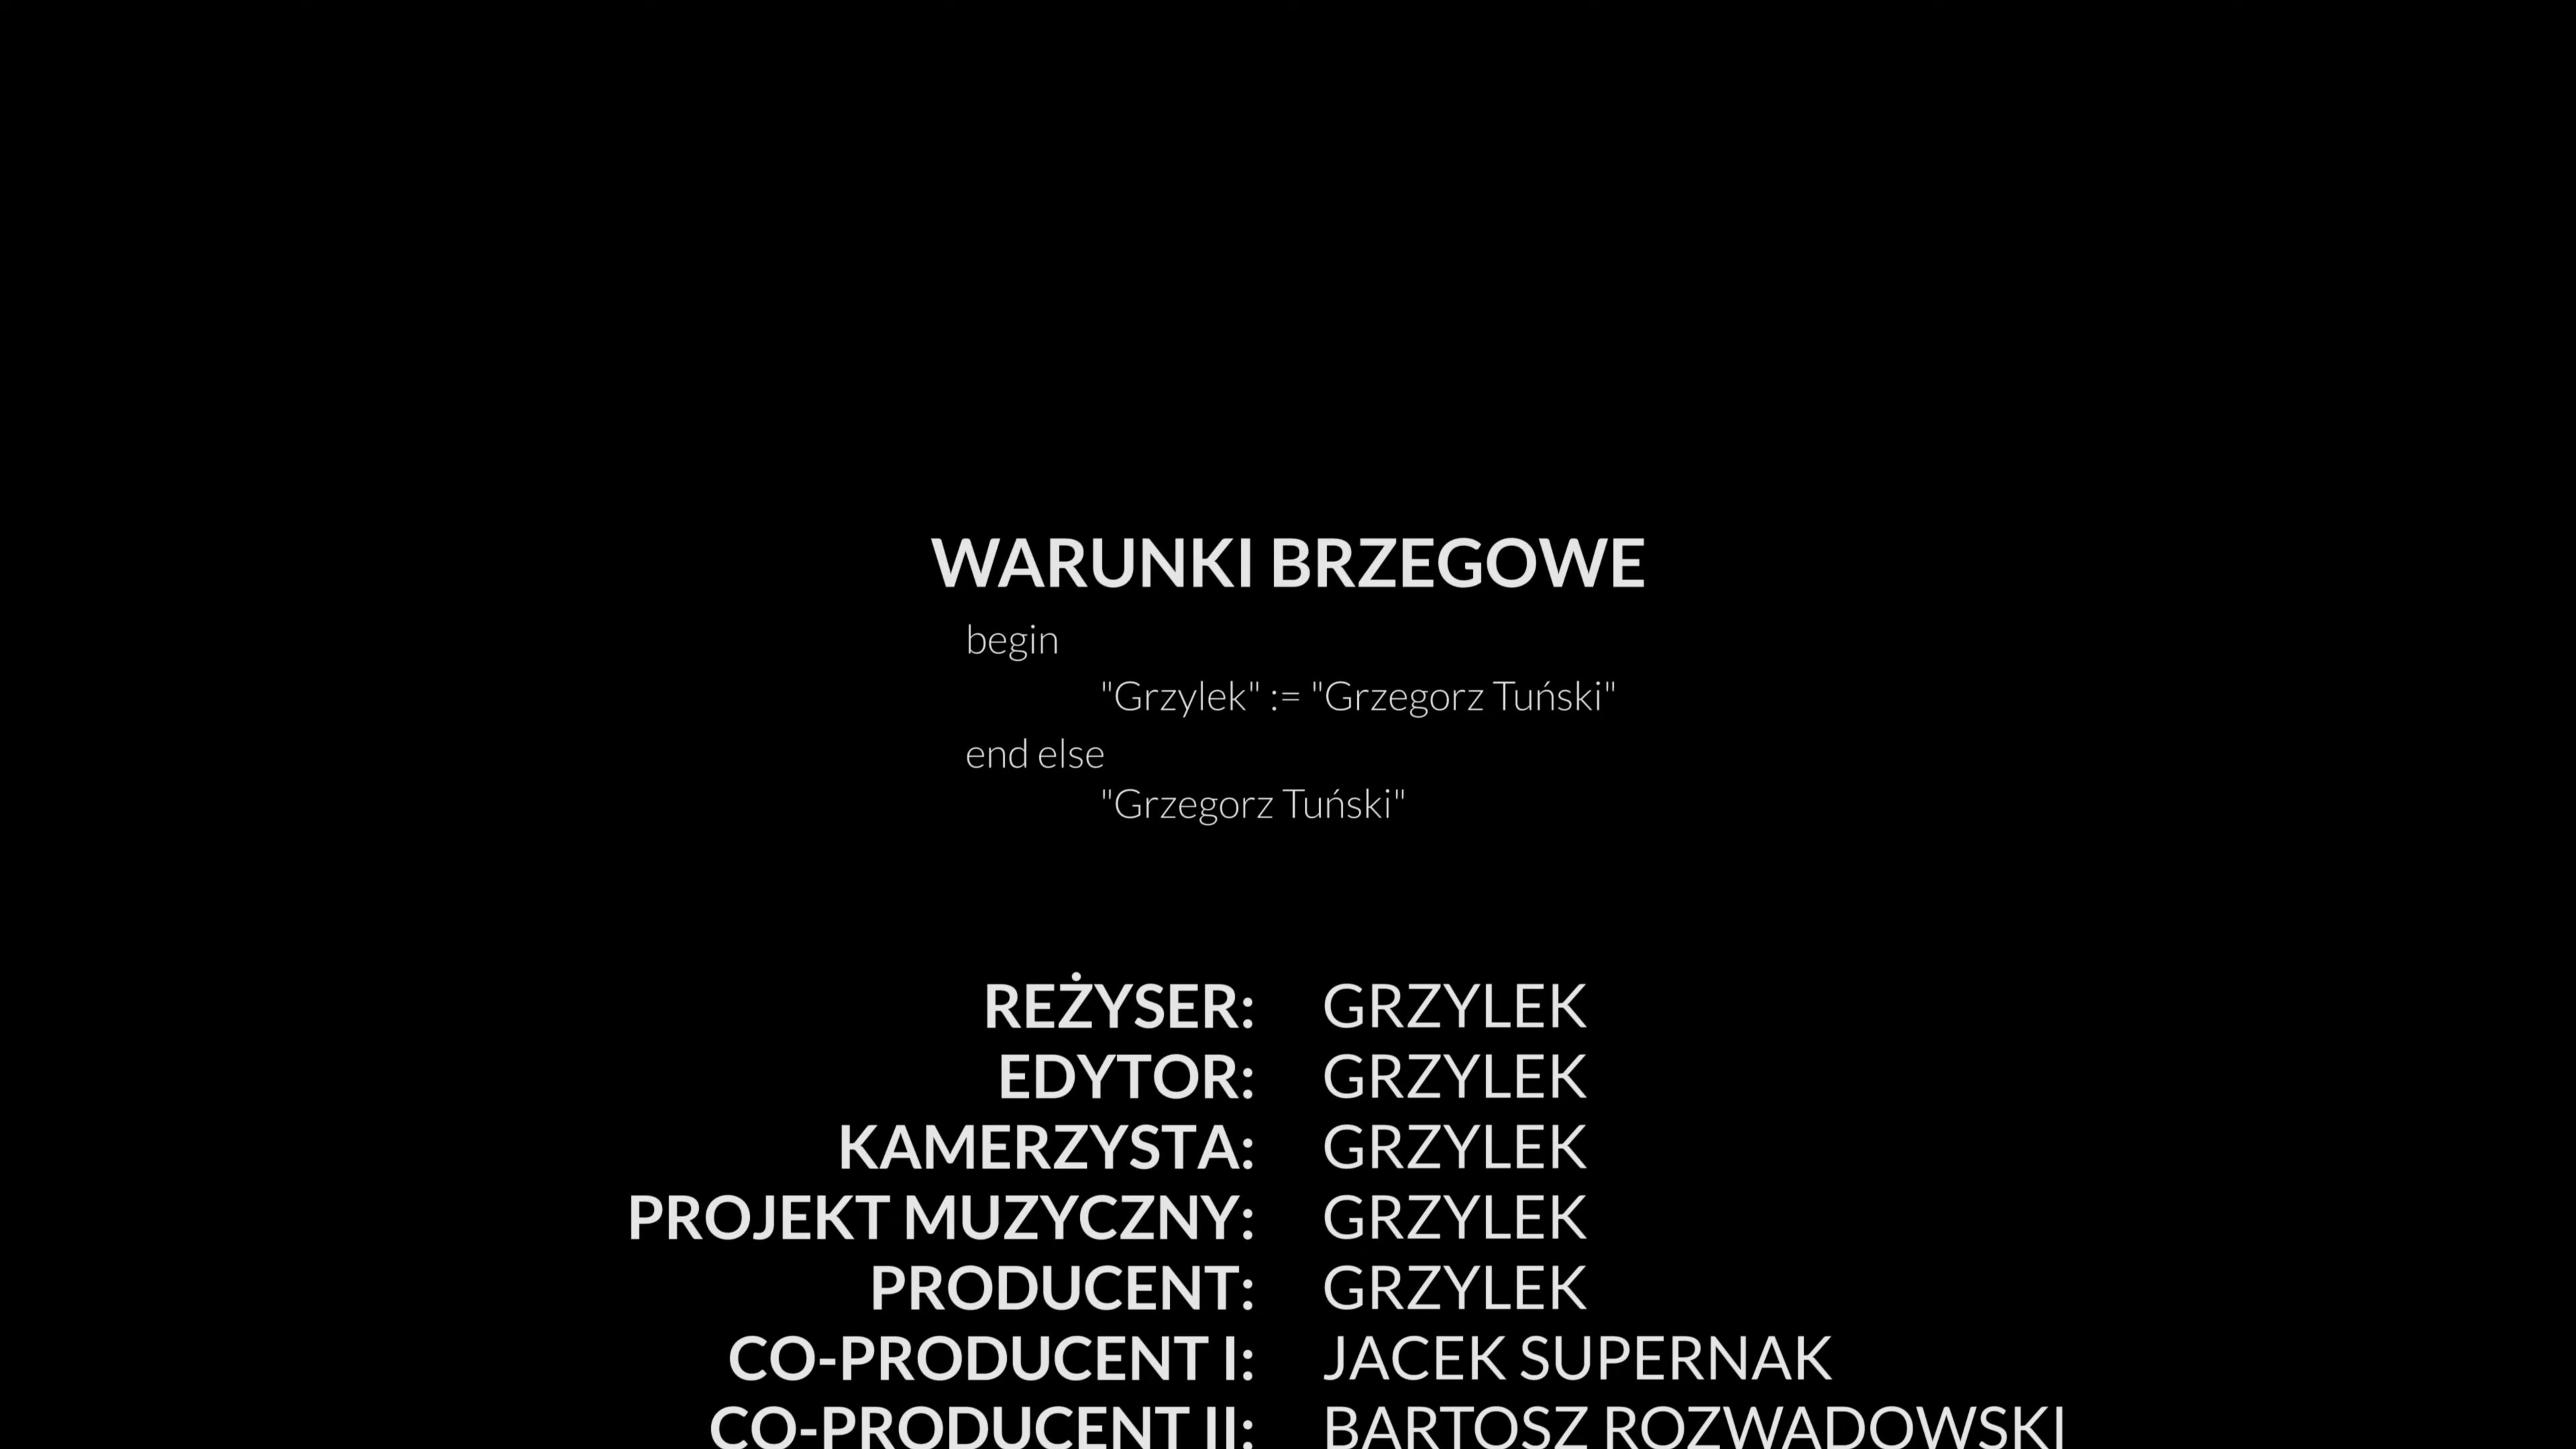 WARUNKI BRZEGOWE
begin
"Grzylek" := "Grzegorz Tuński"
end else
"Grzegorz Tuński"
REŻYSER: GRZYLEK
EDYTOR: GRZYLEK
KAMERZYSTA: GRZYLEK
PROJEKT MUZYCZNY: GRZYLEK
PRODUCENT: GRZYLEK
CO-PRODUCENT I: JACEK SUPERNAK
CO-PRODUCENT II: BARTOSZ ROZWADOWSKI